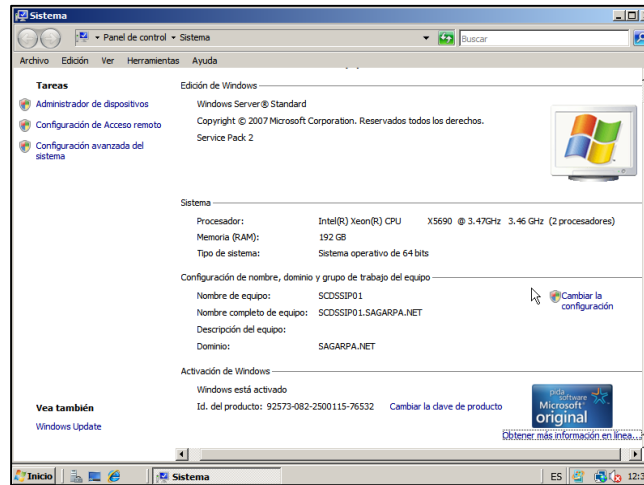 Sistema
Panel de control Sistema
Buscar
Archivo Edición Ver Herramientas Ayuda
Tareas
Administrador de dispositivos
Configuración de Acceso remoto
Configuración avanzada del
sistema
Edición de Windows
Windows Server® Standard
Copyright © 2007 Microsoft Corporation. Reservados todos los derechos.
Service Pack 2
Sistema
Procesador: Intel(R) Xeon(R) CPU X5690 @ 3.47GHz 3.46 GHz (2 procesadores)
Memoria (RAM): 192 GB
Tipo de sistema: Sistema operativo de 64 bits
Configuración de nombre, dominio y grupo de trabajo del equipo
Nombre de equipo: SCDSSIP01
Cambiar la
configuración
Nombre completo de equipo: SCDSSIP01.SAGARPA.NET
Descripción del equipo:
Dominio: SAGARPA.NET
Activación de Windows
Windows está activado
Id. del producto: 92573-082-2500115-76532 Cambiar la clave de producto
pida
software
Microsoft®
original
Obtener más información en línea...
Vea también
Windows Update
Inicio Sistema ES 12:3